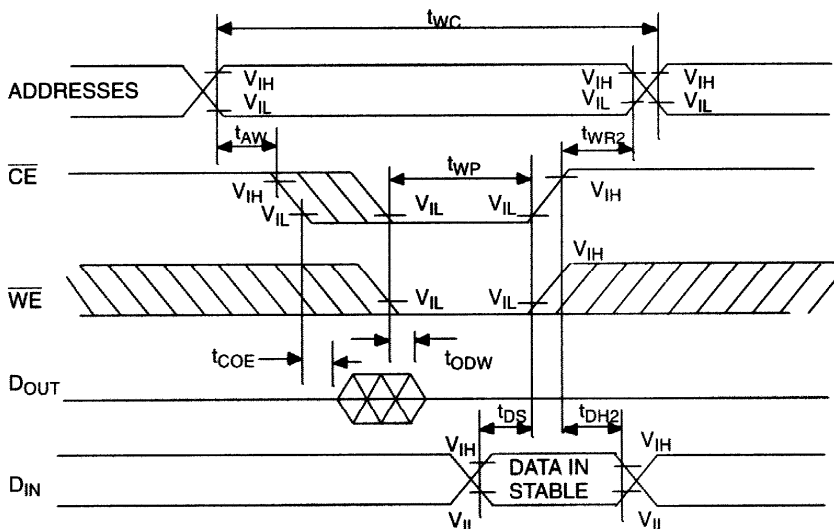 tWC
ADDRESSES
VIH
VIL
VIH
VIL
VIH
VIL
tAW
tWR2
CE
tWP
VIH
VIL
VIL
VIL
VIH
WE
VIL
VIL
VIH
tCOE
tODW
DOUT
tDS
tDH2
DIN
VIH
DATA IN
STABLE
VIH
VIL
VIL